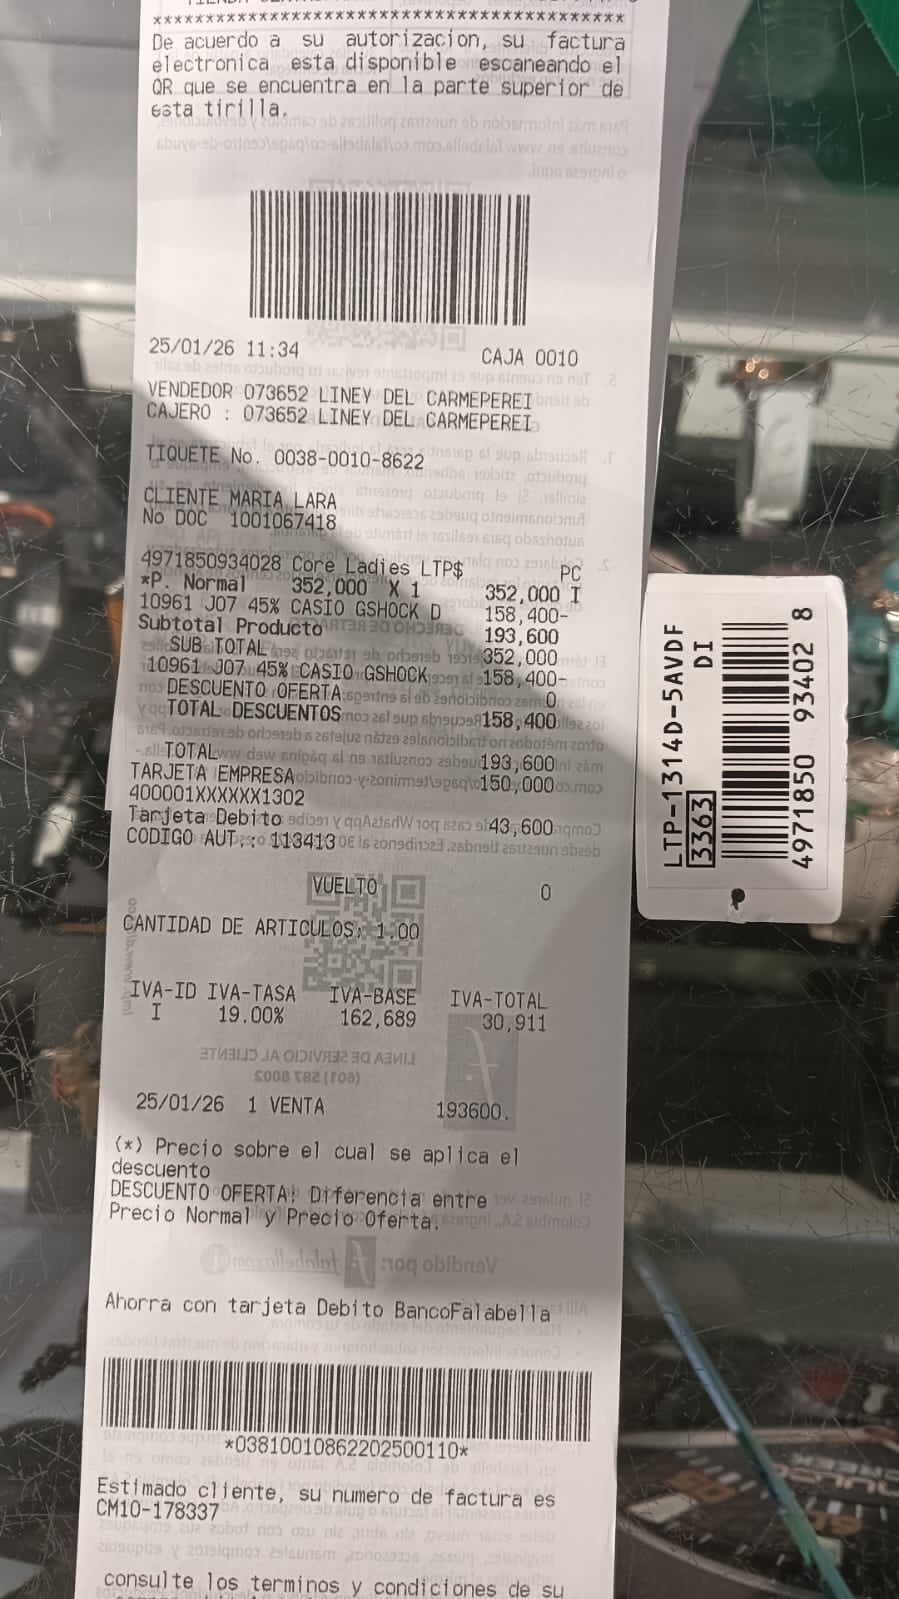 ******************************************
De acuerdo a su autorizacion, su factura
electronica esta disponible escaneando el
QR que se encuentra en la parte superior de
esta tirilla.
25/01/26 11:34 CAJA 0010
VENDEDOR 073652 LINEY DEL CARMEPEREI
CAJERO : 073652 LINEY DEL CARMEPEREI
TIQUETE No. 0038-0010-8622
CLIENTE MARIA LARA
No DOC 1001067418
4971850934028 Core Ladies LTP$ PC
*P. Normal 352,000 X 1 352,000 I
10961 J07 45% CASIO GSHOCK D 158,400-
Subtotal Producto 193,600
SUB TOTAL 352,000
10961 J07 45% CASIO GSHOCK 158,400-
DESCUENTO OFERTA 0
TOTAL DESCUENTOS 158,400
TOTAL 193,600
TARJETA EMPRESA 150,000
400001XXXXXX1302
Tarjeta Debito 43,600
CODIGO AUT.: 113413
VUELTO 0
CANTIDAD DE ARTICULOS: 1.00
IVA-ID IVA-TASA IVA-BASE IVA-TOTAL
I 19.00% 162,689 30,911
25/01/26 1 VENTA 193600.
(*) Precio sobre el cual se aplica el
descuento
DESCUENTO OFERTA: Diferencia entre
Precio Normal y Precio Oferta.
Ahorra con tarjeta Debito BancoFalabella
*03810010862202500110*
Estimado cliente, su numero de factura es
CM10-178337
consulte los terminos y condiciones de su
LTP-1314D-5AVDF
DI
3363
4971850 93402 8